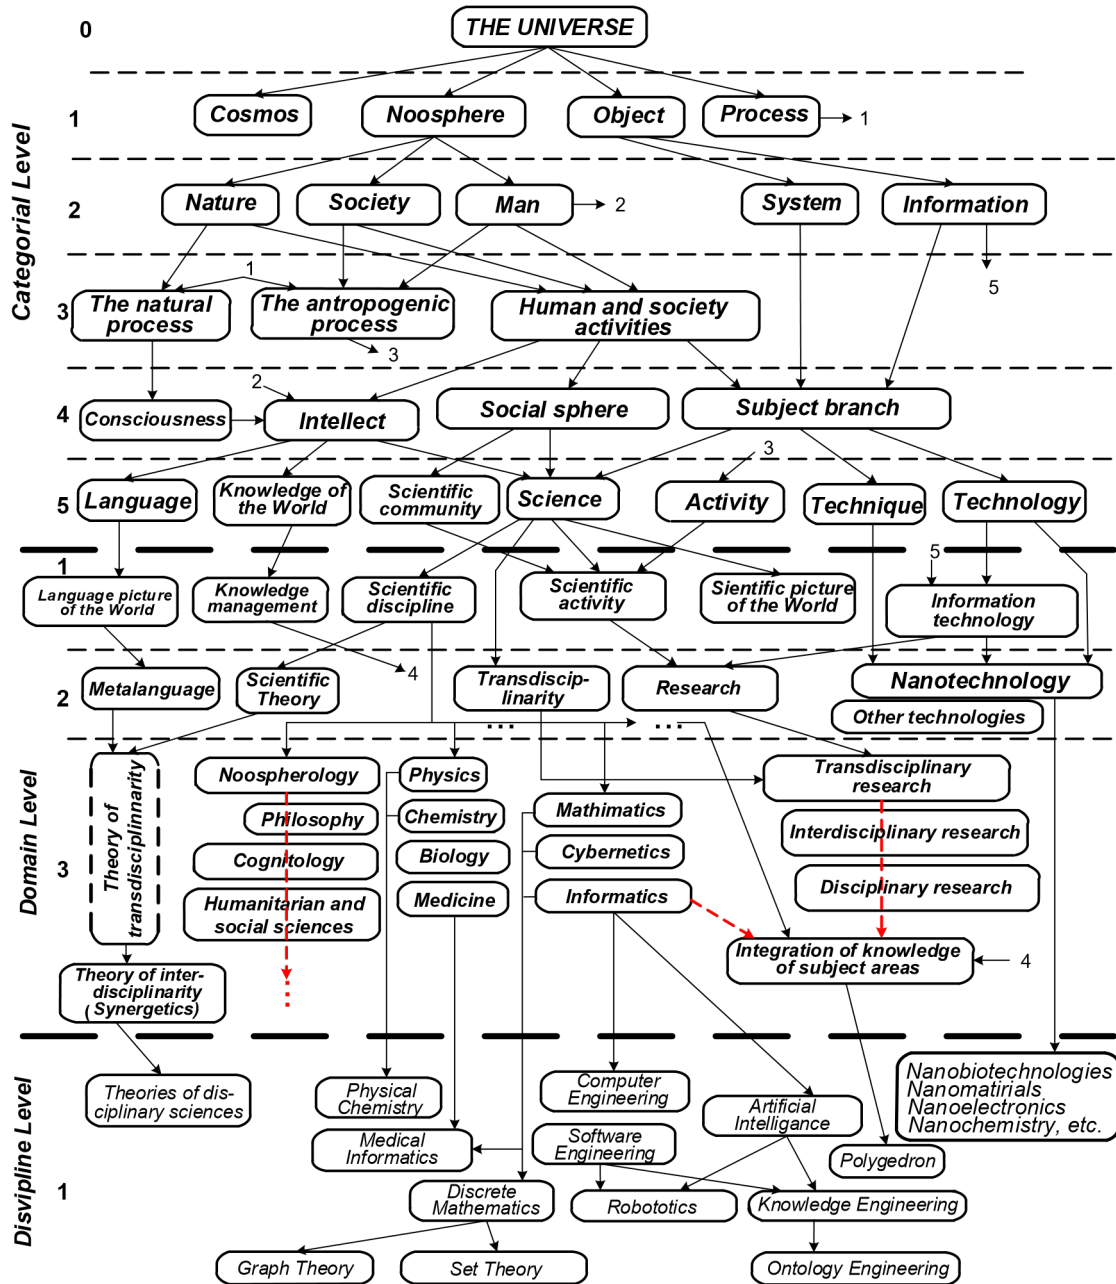 0
THE UNIVERSE
Categorial Level
1
Cosmos
Noosphere
Object
Process
1
2
Nature
Society
Man
2
System
Information
3
1
The natural
process
The antropogenic
process
3
Human and society
activities
5
4
2
Consciousness
Intellect
Social sphere
Subject branch
3
5
Language
Knowledge of
the World
Scientific
community
Science
Activity
Technique
Technology
Domain Level
1
5
Language picture
of the World
Knowledge
management
Scientific
discipline
Scientific
activity
Sientific picture
of the World
Information
technology
2
Metalanguage
Scientific
Theory
4
Transdiscip-
linarity
Research
Nanotechnology
Other technologies
...
...
3
Theory of
transdisciplinnarity
Noospherology
Philosophy
Cognitology
Humanitarian and
social sciences
Physics
Chemistry
Biology
Medicine
Mathimatics
Cybernetics
Informatics
Transdisciplinary
research
Interdisciplinary research
Disciplinary research
Integration of knowledge
of subject areas
4
Theory of inter-
disciplinarity
(Synergetics)
Disvipline Level
1
Theories of dis-
ciplinary sciences
Physical
Chemistry
Medical
Informatics
Discrete
Mathematics
Graph Theory
Set Theory
Computer
Engineering
Software
Engineering
Robototics
Artificial
Intelligance
Knowledge Engineering
Ontology Engineering
Polygedron
Nanobiotechnologies
Nanomatirials
Nanoelectronics
Nanochemistry, etc.